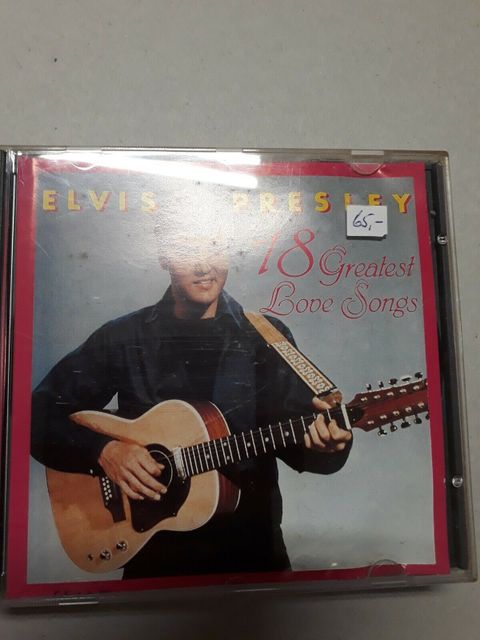 ELVIS PRESLEY
65,-
18 Greatest
Love Songs